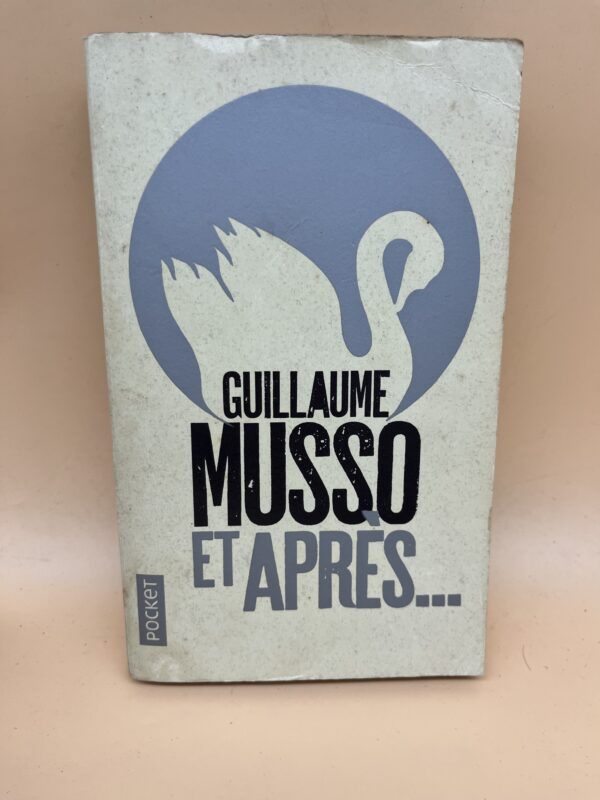 GUILLAUME
MUSSO
ET APRÈS...
POCKET